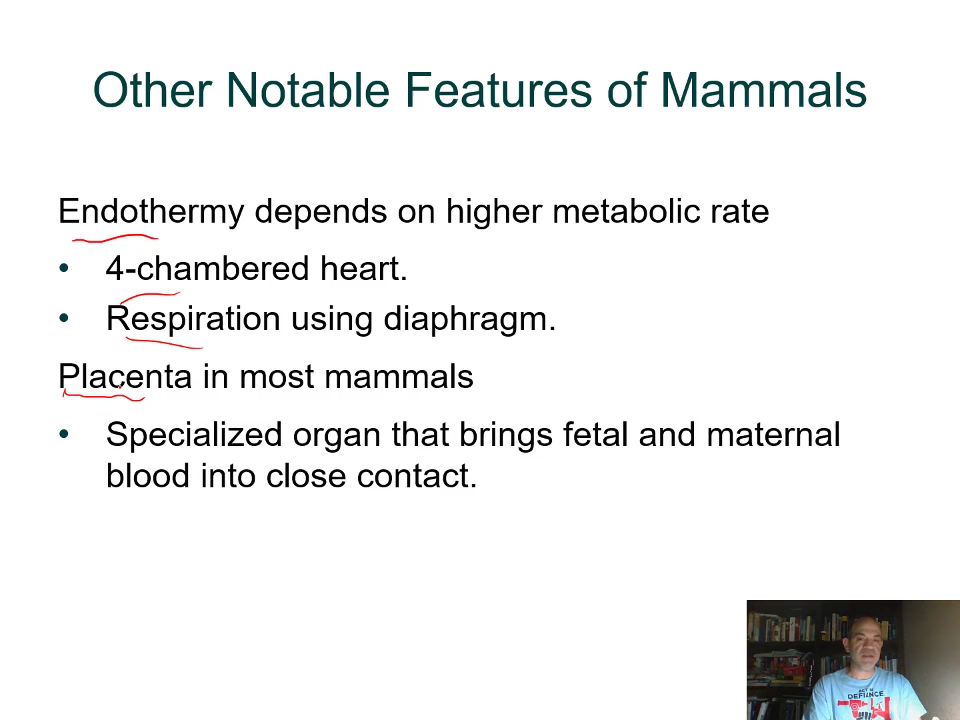 Other Notable Features of Mammals
Endothermy depends on higher metabolic rate
• 4-chambered heart.
• Respiration using diaphragm.
Placenta in most mammals
• Specialized organ that brings fetal and maternal
blood into close contact.
DEFIANCE